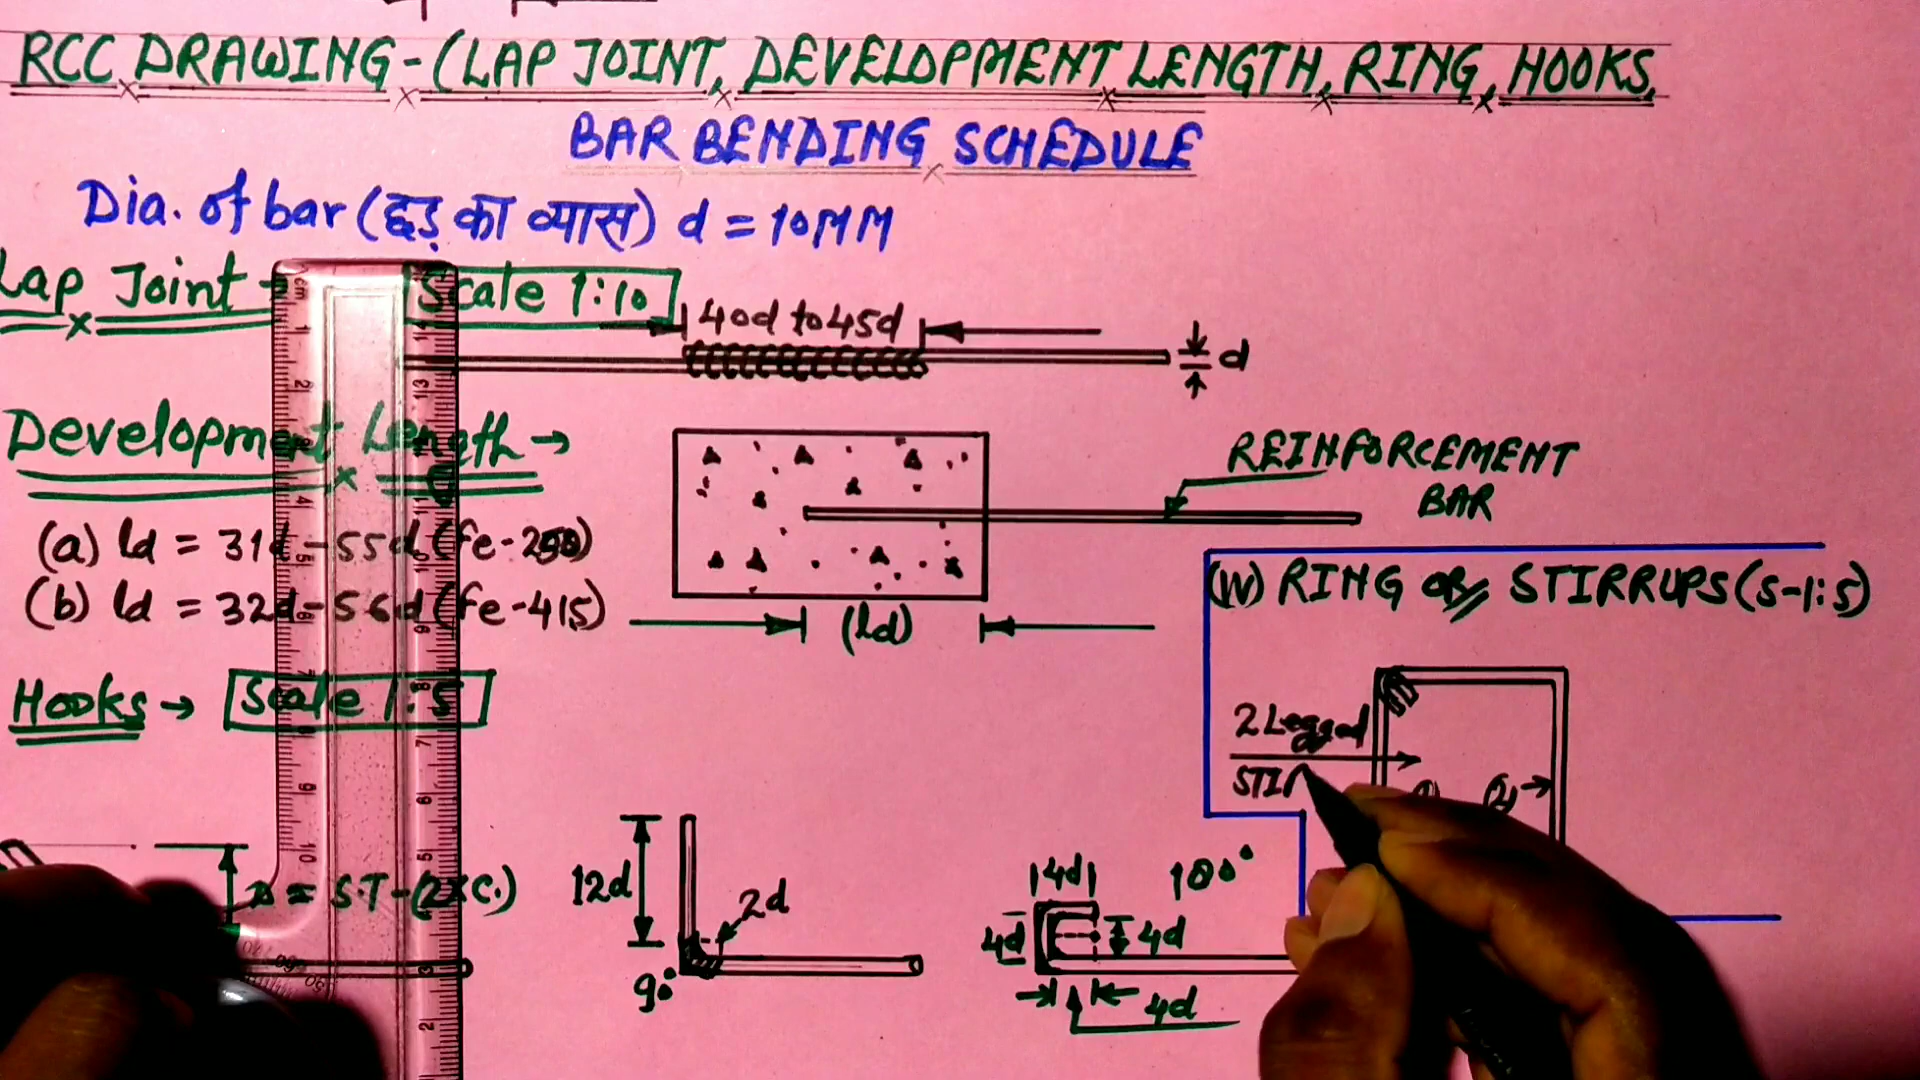 RCC DRAWING-(LAP JOINT, DEVELOPMENT LENGTH, RING, HOOKS,
BAR BENDING SCHEDULE
Dia. of bar (छड़ का व्यास) d = 10MM
Lap Joint →
Scale 1:10
40d to 45d
d
Development Length →
REINFORCEMENT
BAR
(a) ld = 31d-55d (fe-250)
(b) ld = 32d-56d (fe-415)
(ld)
(IV) RING OR STIRRUPS (S-1:5)
Hooks → Scale 1:5
2 Legged
STIR
(2)
D = S.T-(2XC.)
12d
2d
90°
4d
180°
4d
4d
4d